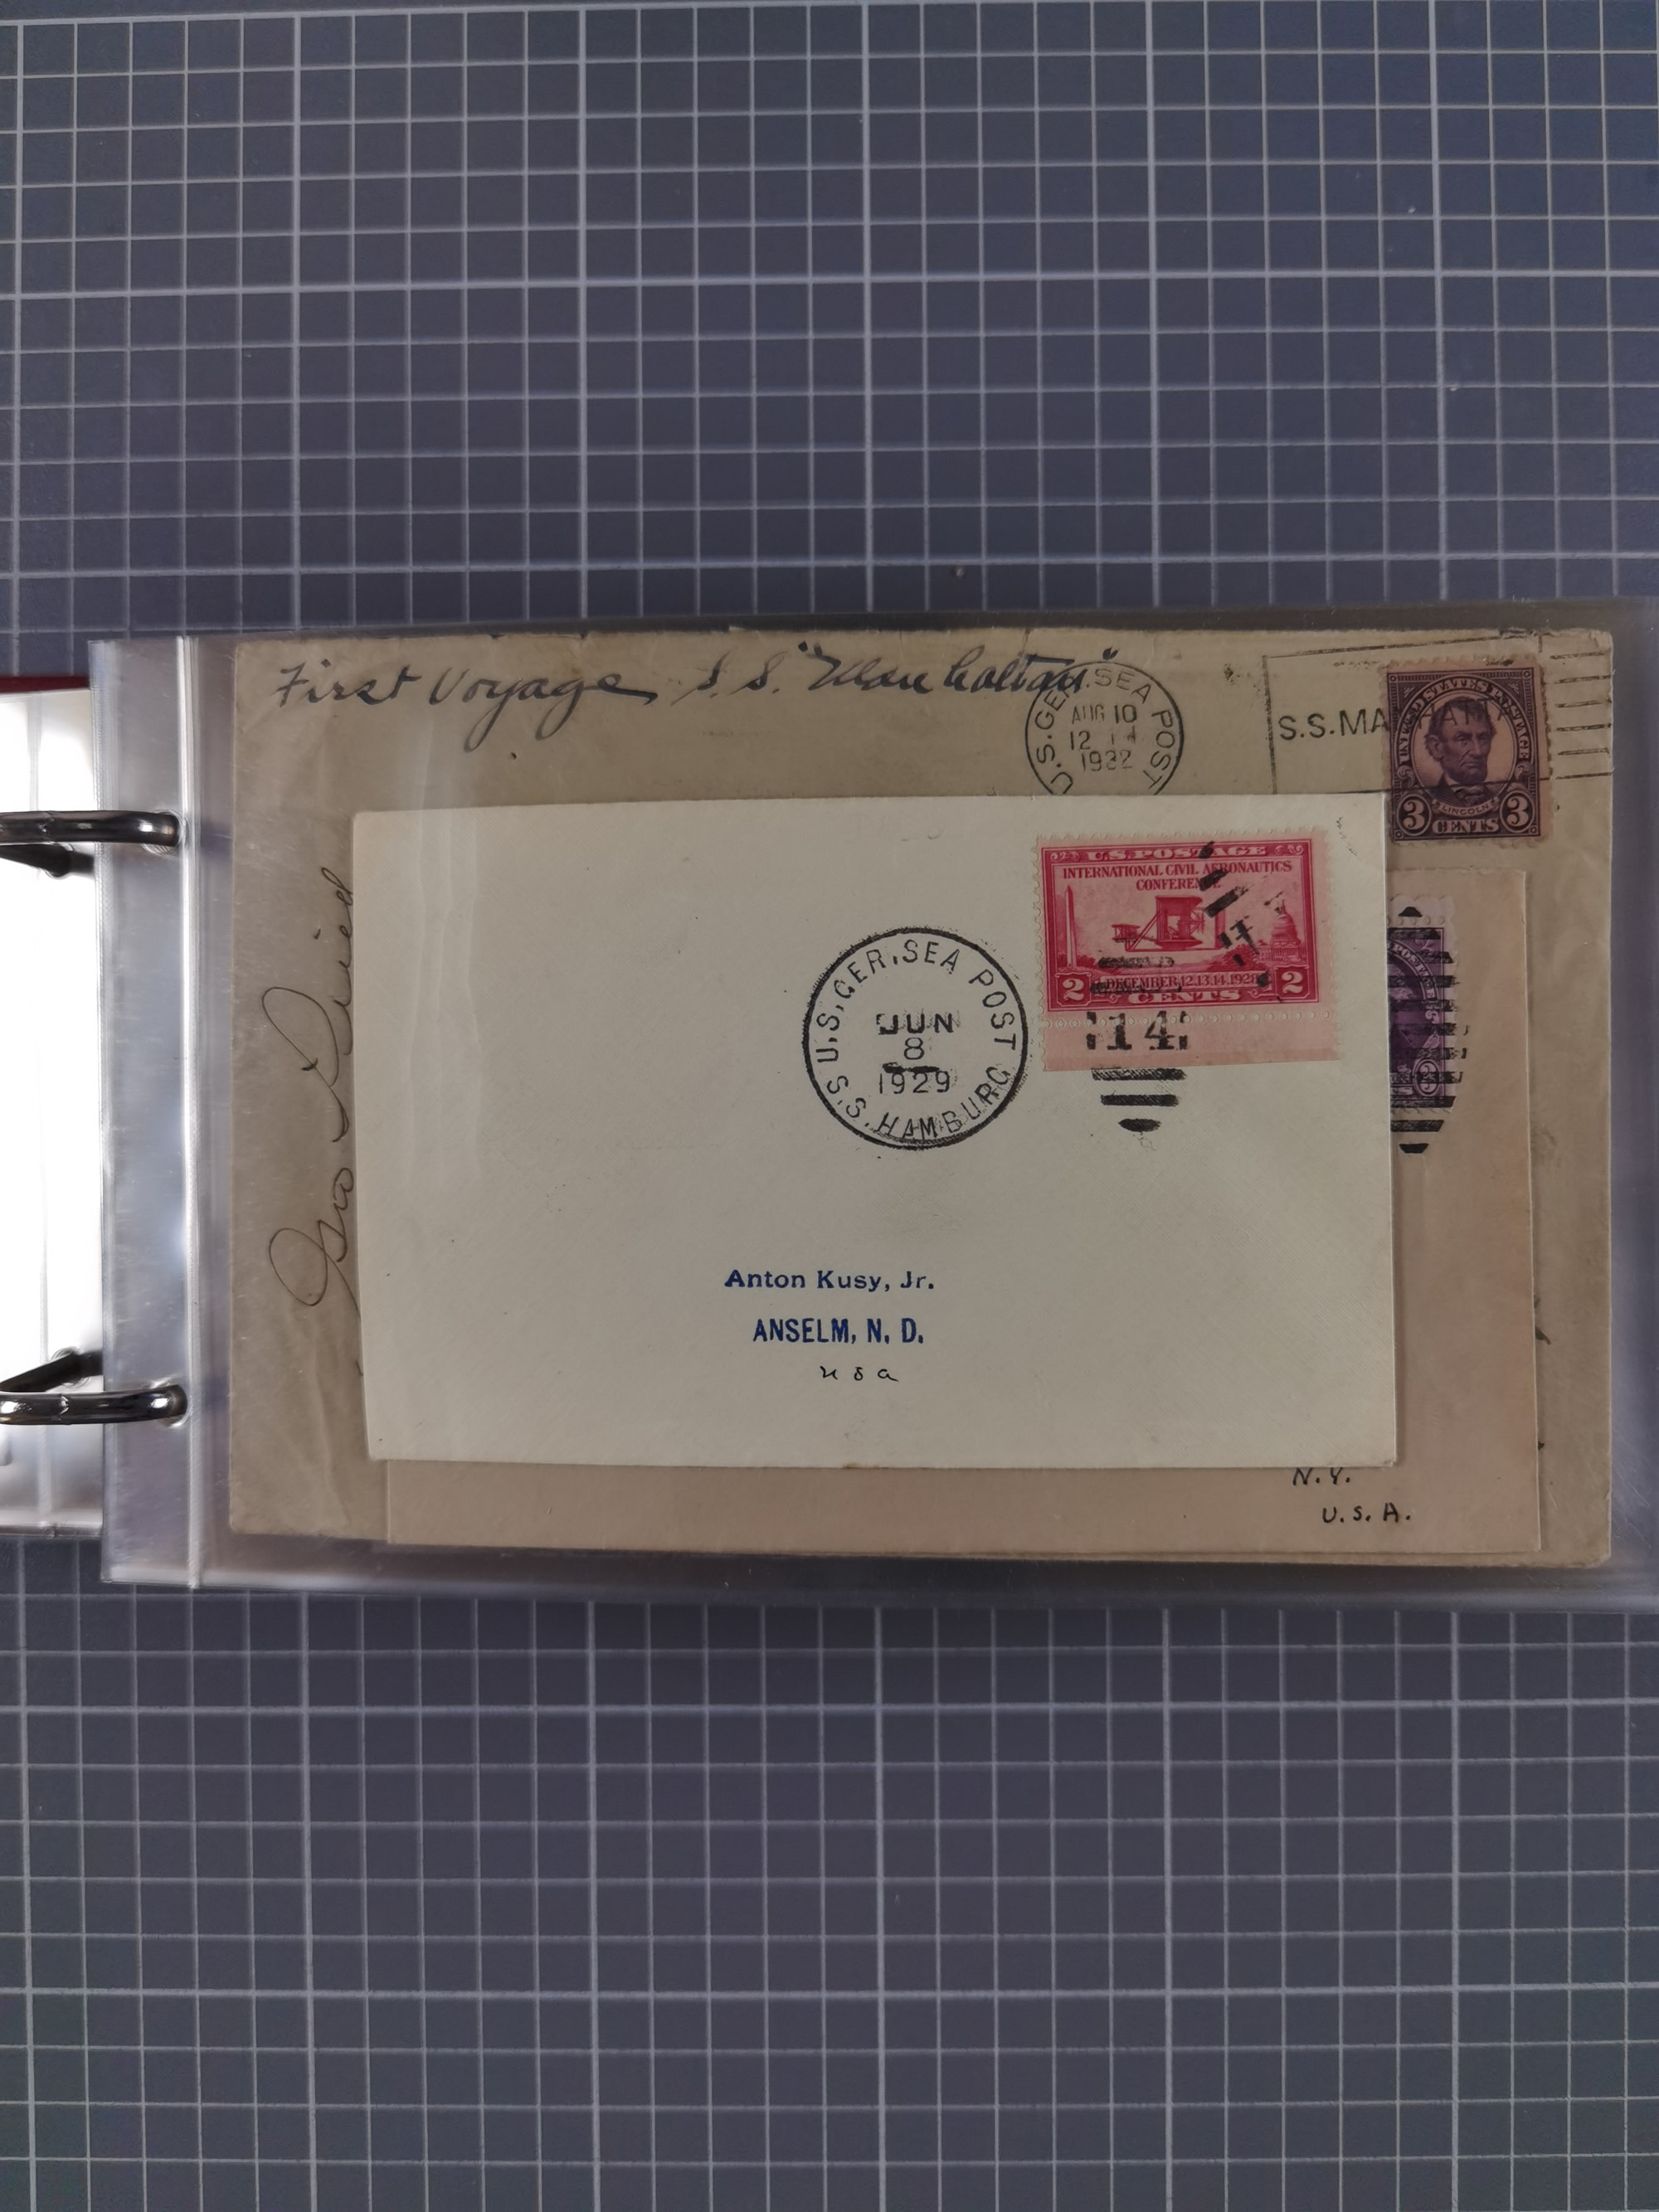 First Voyage S. S. "Manhattan"
U.S. GER. SEA POST
AUG 10
12
1932
S.S. MA
UNITED STATES POSTAGE
LINCOLN
3 CENTS 3
U.S. POSTAGE
INTERNATIONAL CIVIL AERONAUTICS
CONFERENCE
DECEMBER 12.13.14.1928
2 CENTS 2
14
U.S. GER. SEA POST
JUN
8
1929
S.S. HAMBURG
Anton Kusy, Jr.
ANSELM, N. D.
USA
N.Y.
U.S.A.